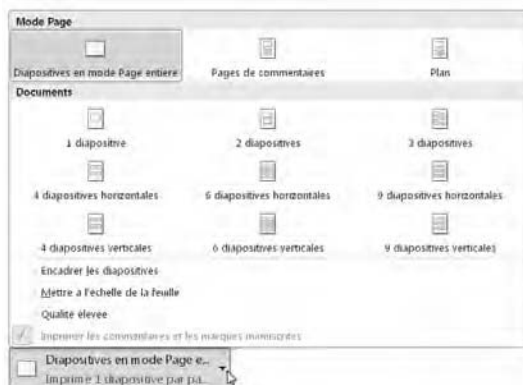 Mode Page
Diapositives en mode Page entière
Pages de commentaires
Plan
Documents
1 diapositive
2 diapositives
3 diapositives
4 diapositives horizontales
6 diapositives horizontales
9 diapositives horizontales
4 diapositives verticales
6 diapositives verticales
9 diapositives verticales
Encadrer les diapositives
Mettre à l'échelle de la feuille
Qualité élevée
Imprimer les commentaires et les marques manuscrites
Diapositives en mode Page e...
Imprime 1 diapositive par pa...